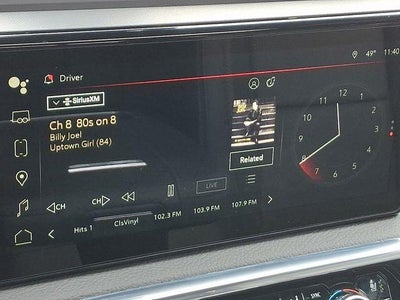 Driver
49° 11:40
SiriusXM
Ch 8 80s on 8
Billy Joel
Uptown Girl (84)
Related
12
11 1
10 2
9 3
8 4
7 5
6
CH CH LIVE
Hits 1 ClsVinyl 102.3 FM 103.9 FM 107.9 FM
SYNC